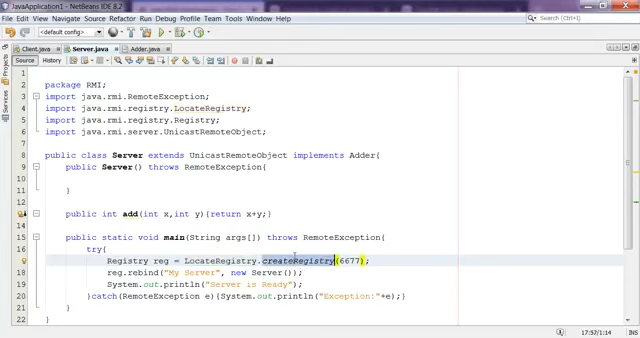 JavaApplication1 - NetBeans IDE 8.2
File Edit View Navigate Source Refactor Run Debug Profile Team Tools Window Help
Search (Ctrl+I)
<default config>
Client.java Server.java Adder.java
Source History
Projects
Services
1
2 package RMI;
3 import java.rmi.RemoteException;
4 import java.rmi.registry.LocateRegistry;
5 import java.rmi.registry.Registry;
6 import java.rmi.server.UnicastRemoteObject;
7
8 public class Server extends UnicastRemoteObject implements Adder{
9 public Server() throws RemoteException{
10
11 }
12
public int add(int x,int y){return x+y;}
14
15 public static void main(String args[]) throws RemoteException{
16 try{
Registry reg = LocateRegistry.createRegistry(6677);
18 reg.rebind("My Server", new Server());
19 System.out.println("Server is Ready");
20 }catch(RemoteException e){System.out.println("Exception:"+e);}
21 }
22
17:57/1:14 INS